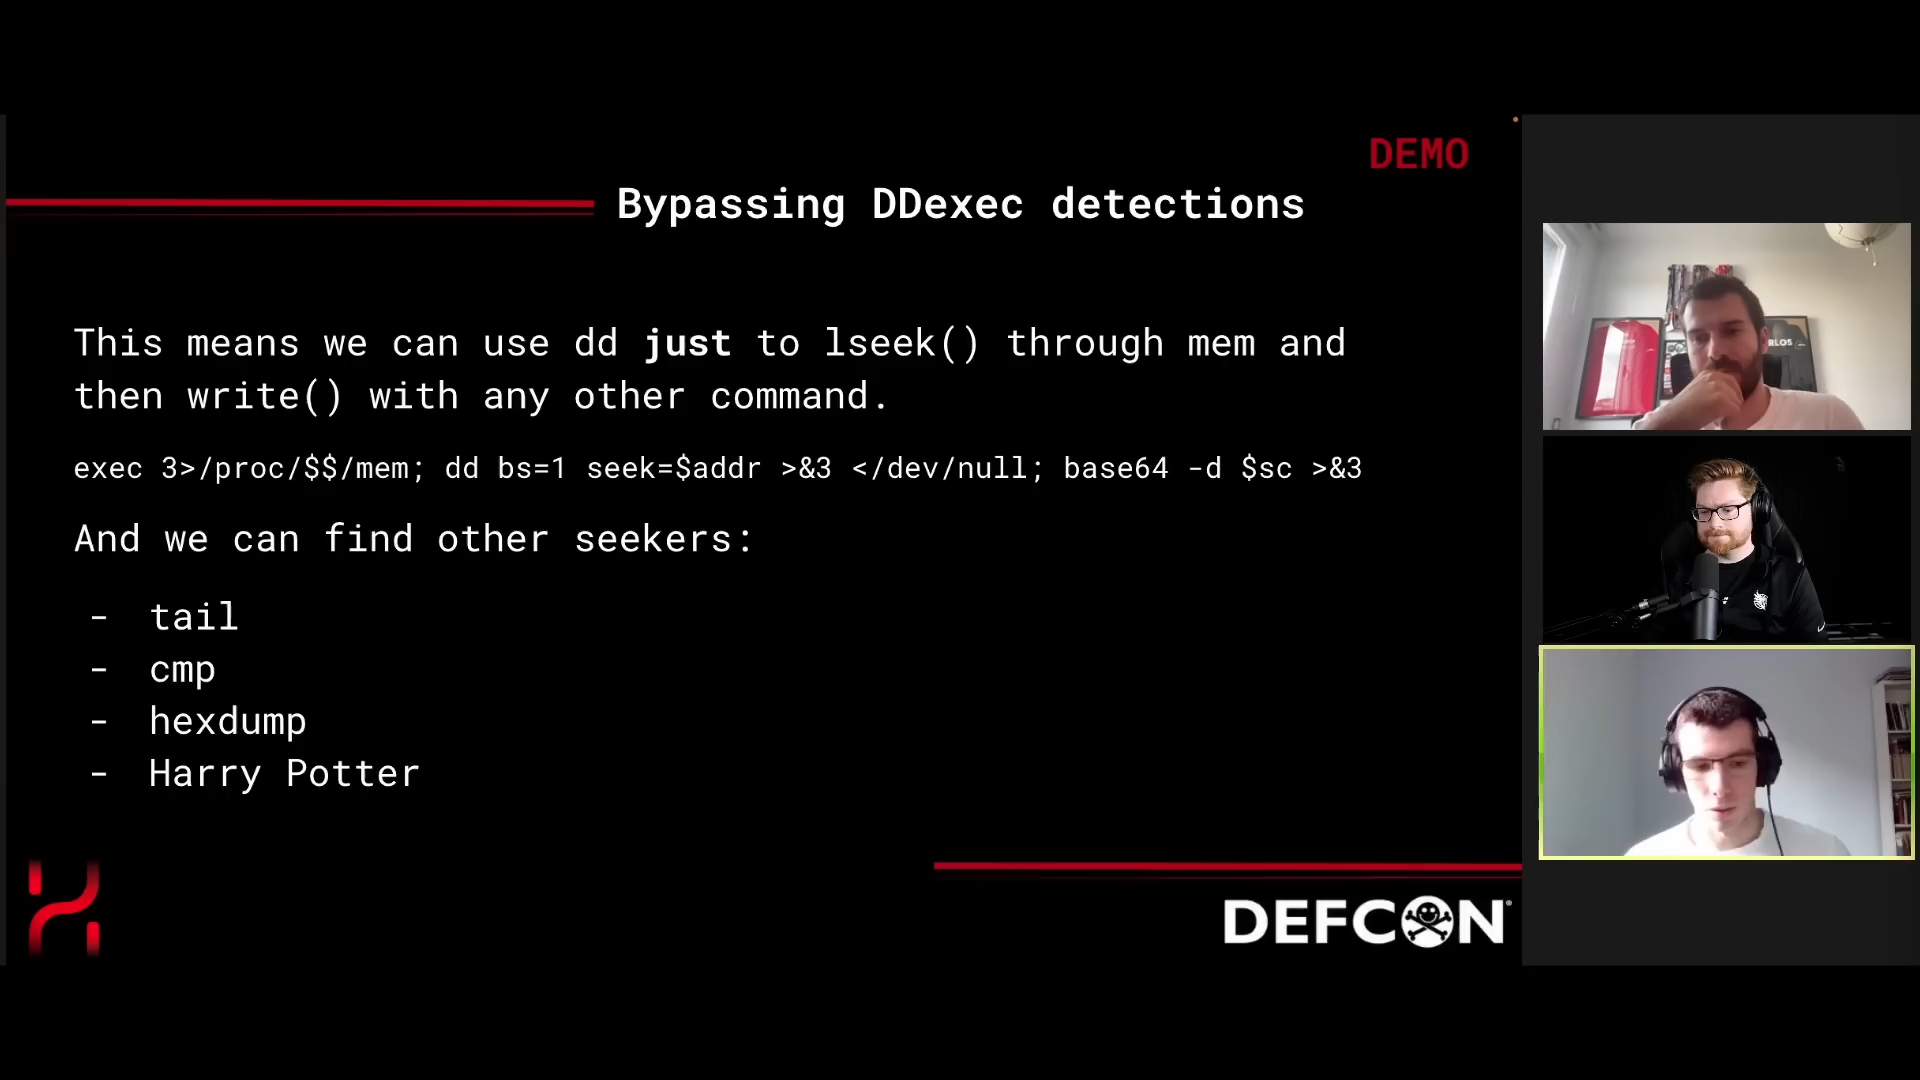 DEMO
Bypassing DDexec detections
This means we can use dd just to lseek() through mem and
then write() with any other command.
exec 3>/proc/$$/mem; dd bs=1 seek=$addr >&3 </dev/null; base64 -d $sc >&3
And we can find other seekers:
- tail
- cmp
- hexdump
- Harry Potter
DEFCON
RLOS